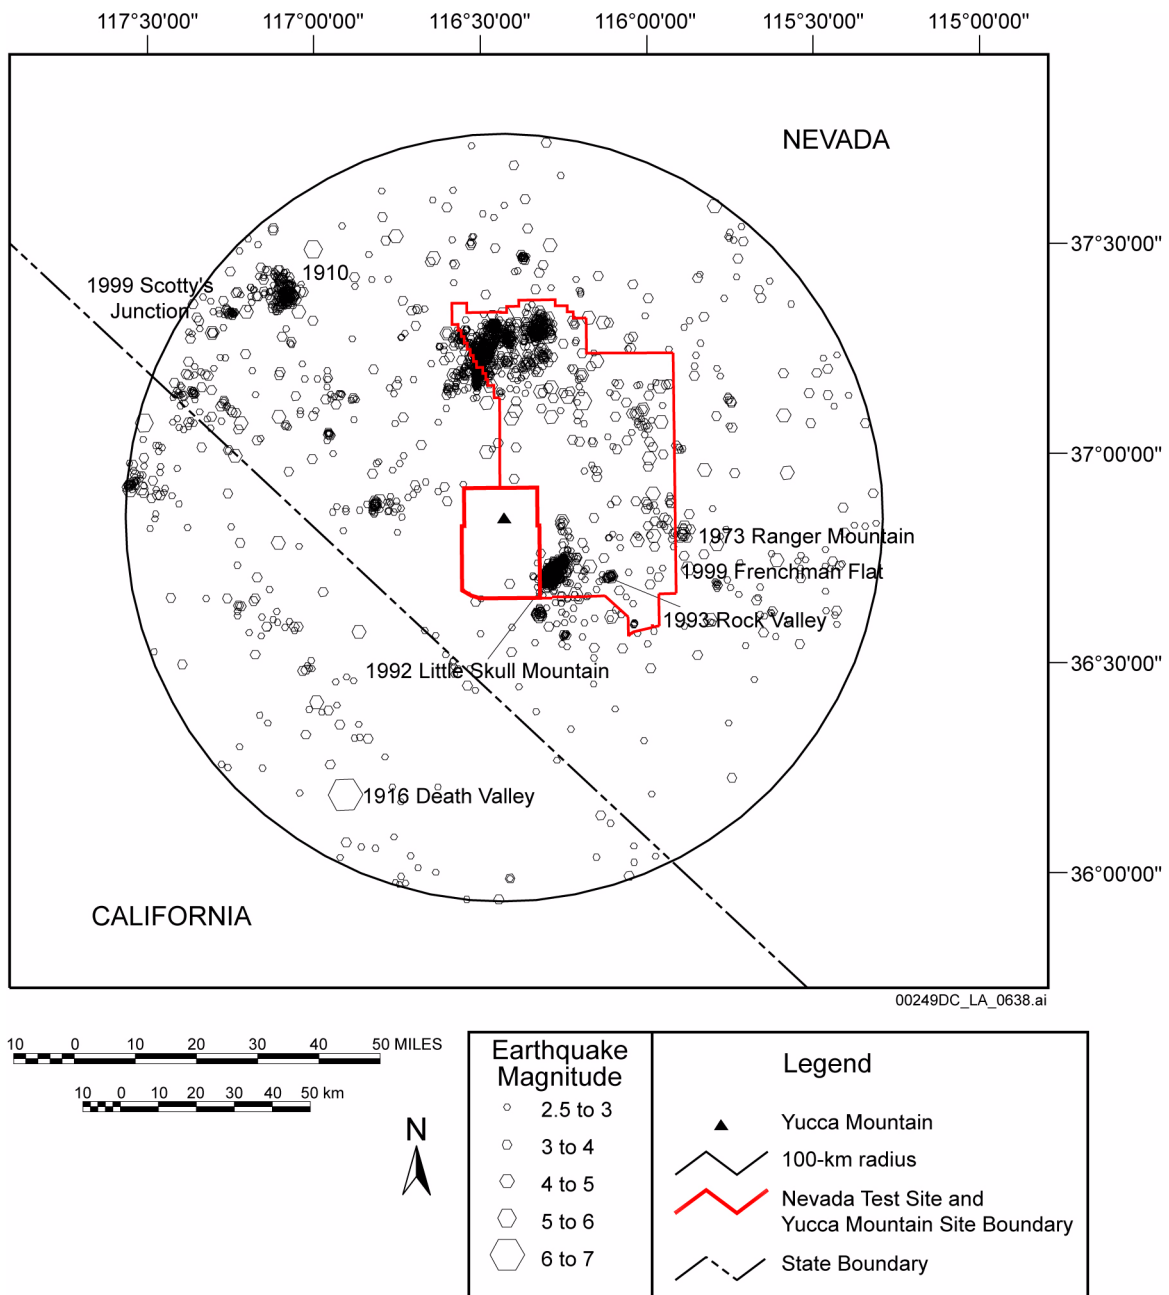 117°30'00" 117°00'00" 116°30'00" 116°00'00" 115°00'00"
NEVADA
37°30'00"
1910
1999 Scotty's
Junction
37°00'00"
1973 Ranger Mountain
1999 Frenchman Flat
1993 Rock Valley
36°30'00"
1992 Little Skull Mountain
1916 Death Valley
36°00'00"
CALIFORNIA
00249DC_LA_0638.ai
10 0 10 20 30 40 50 MILES
10 0 10 20 30 40 50 km
N
Earthquake
Magnitude
2.5 to 3
3 to 4
4 to 5
5 to 6
6 to 7
Legend
Yucca Mountain
100-km radius
Nevada Test Site and
Yucca Mountain Site Boundary
State Boundary